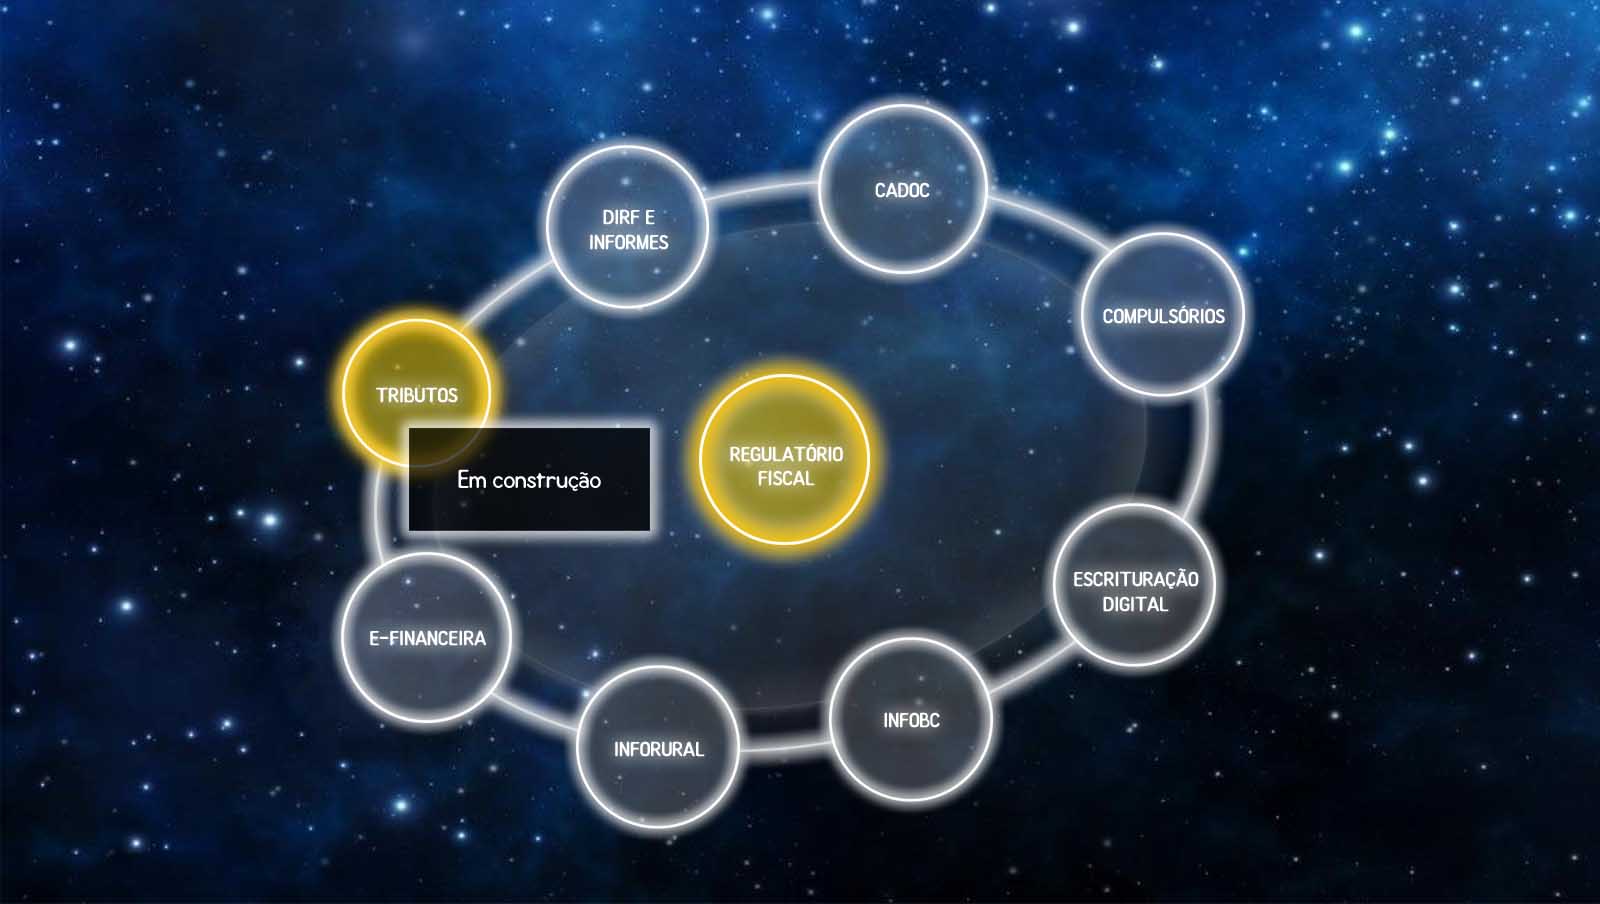 CADOC
DIRF E
INFORMES
COMPULSÓRIOS
TRIBUTOS
Em construção
REGULATÓRIO
FISCAL
ESCRITURAÇÃO
DIGITAL
E-FINANCEIRA
INFOBC
INFORURAL